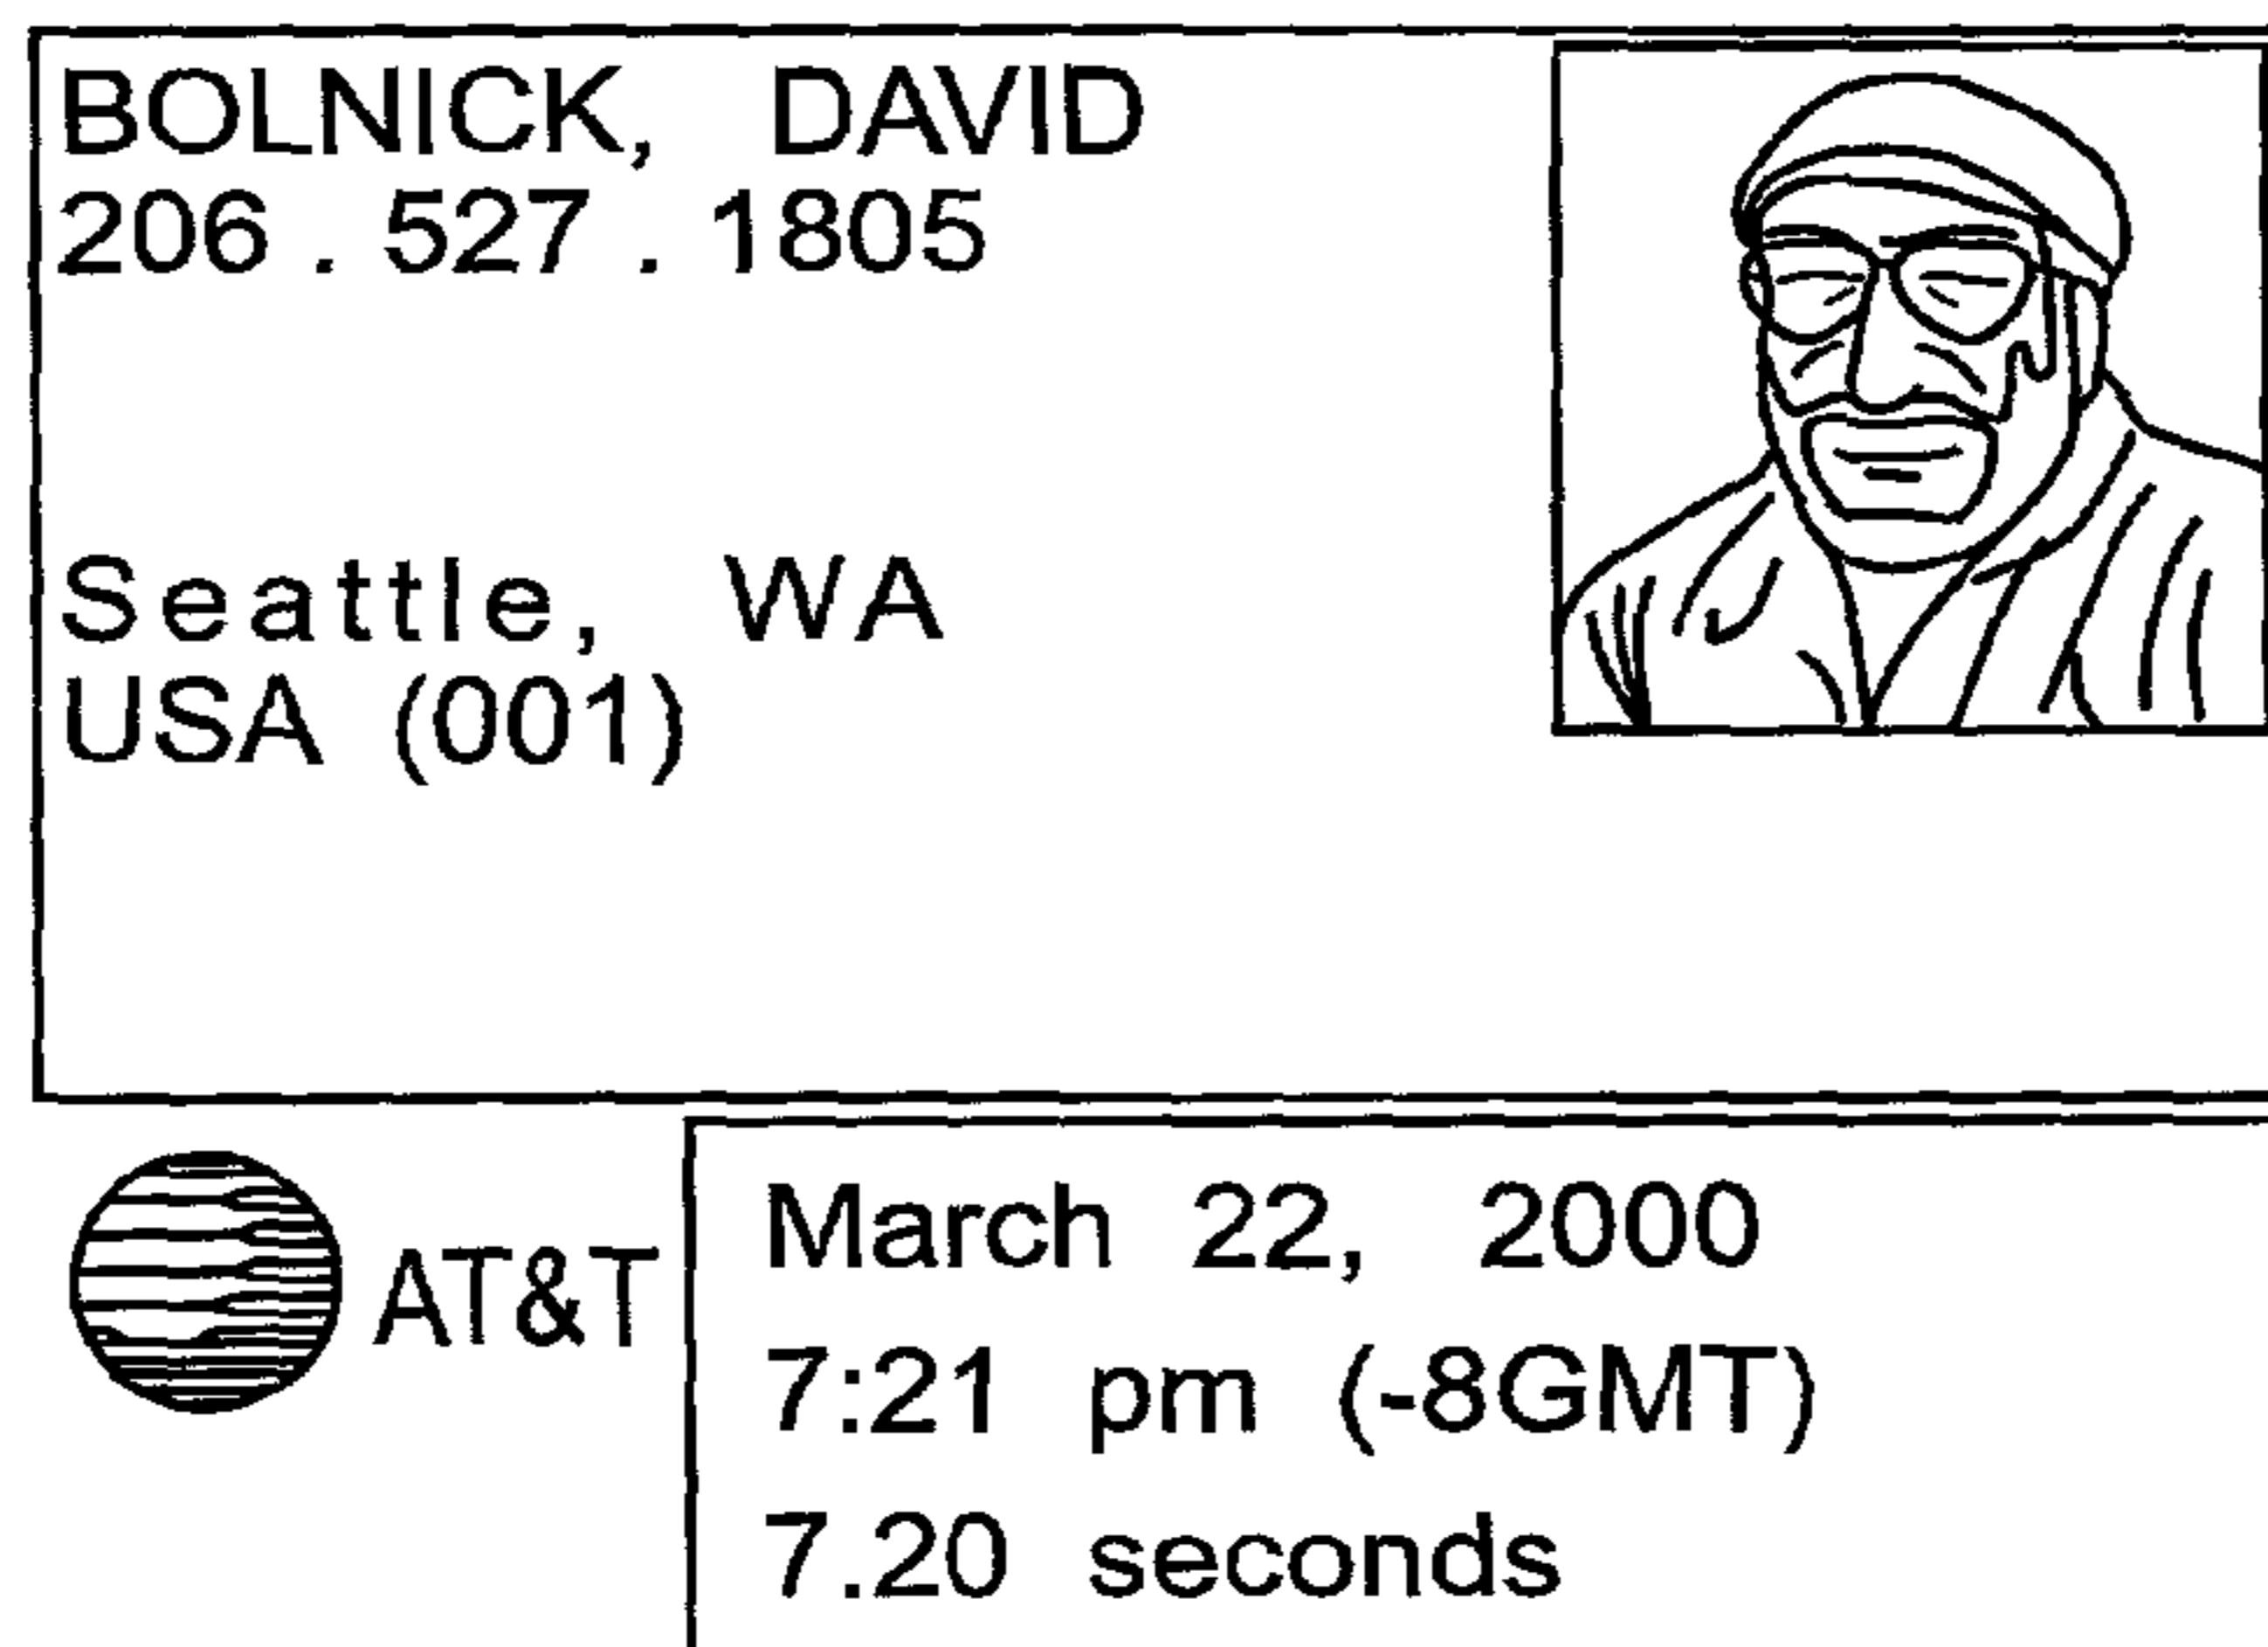 BOLNICK, DAVID
206.527.1805
Seattle, WA
USA (001)
AT&T
March 22, 2000
7:21 pm (-8GMT)
7.20 seconds